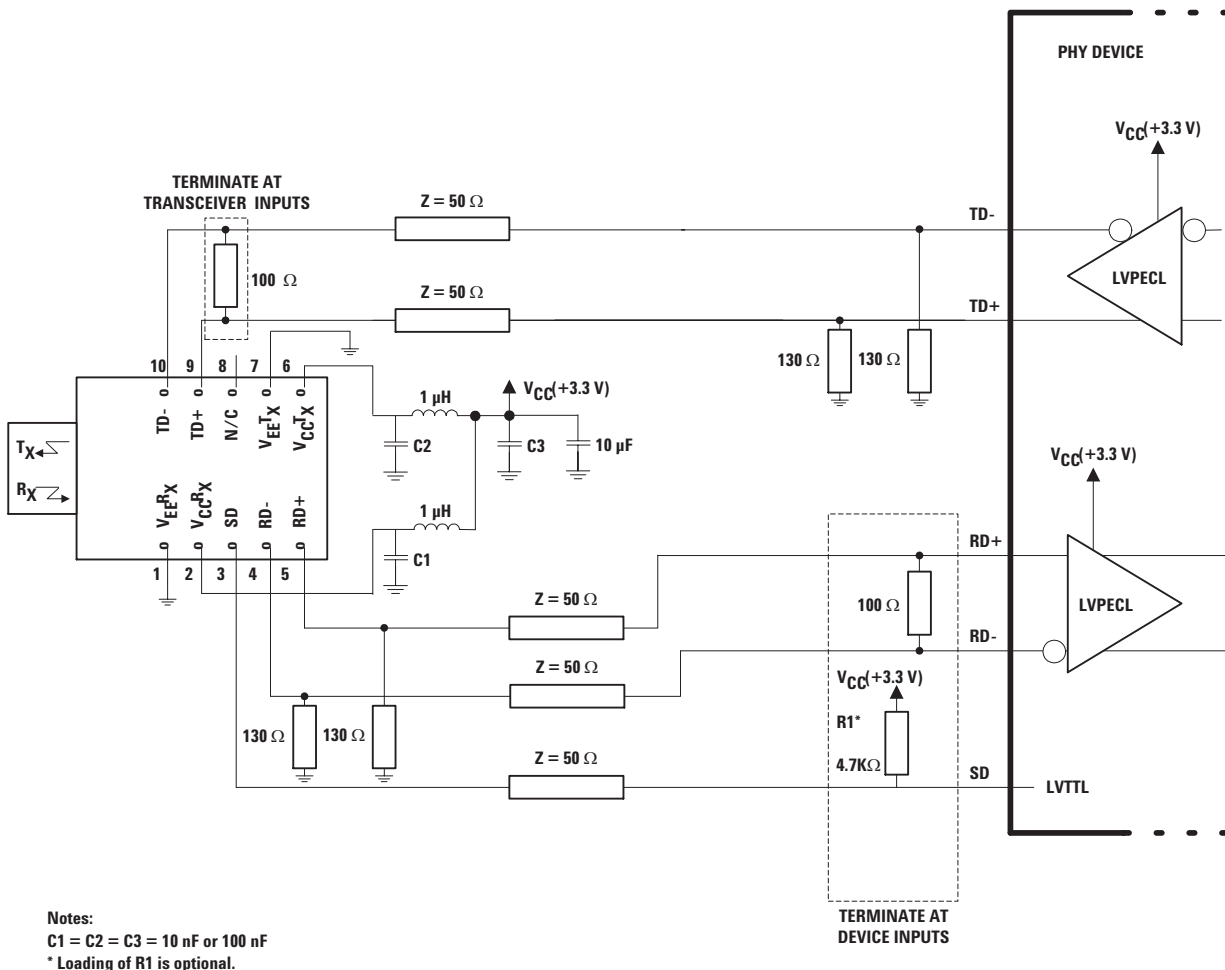 PHY DEVICE
VCC(+3.3 V)
TERMINATE AT
TRANSCEIVER INPUTS
Z = 50 Ω
TD-
LVPECL
100 Ω
Z = 50 Ω
TD+
130 Ω
130 Ω
10
9
8
7
6
TD-
TD+
N/C
VEETX
VCCTX
1 µH
VCC(+3.3 V)
C2
C3
10 µF
TX
RX
VEERX
VCCRX
SD
RD-
RD+
1
2
3
4
5
1 µH
C1
VCC(+3.3 V)
RD+
100 Ω
LVPECL
RD-
Z = 50 Ω
Z = 50 Ω
130 Ω
130 Ω
VCC(+3.3 V)
R1*
4.7KΩ
Z = 50 Ω
SD
LVTTL
TERMINATE AT
DEVICE INPUTS
Notes:
C1 = C2 = C3 = 10 nF or 100 nF
* Loading of R1 is optional.